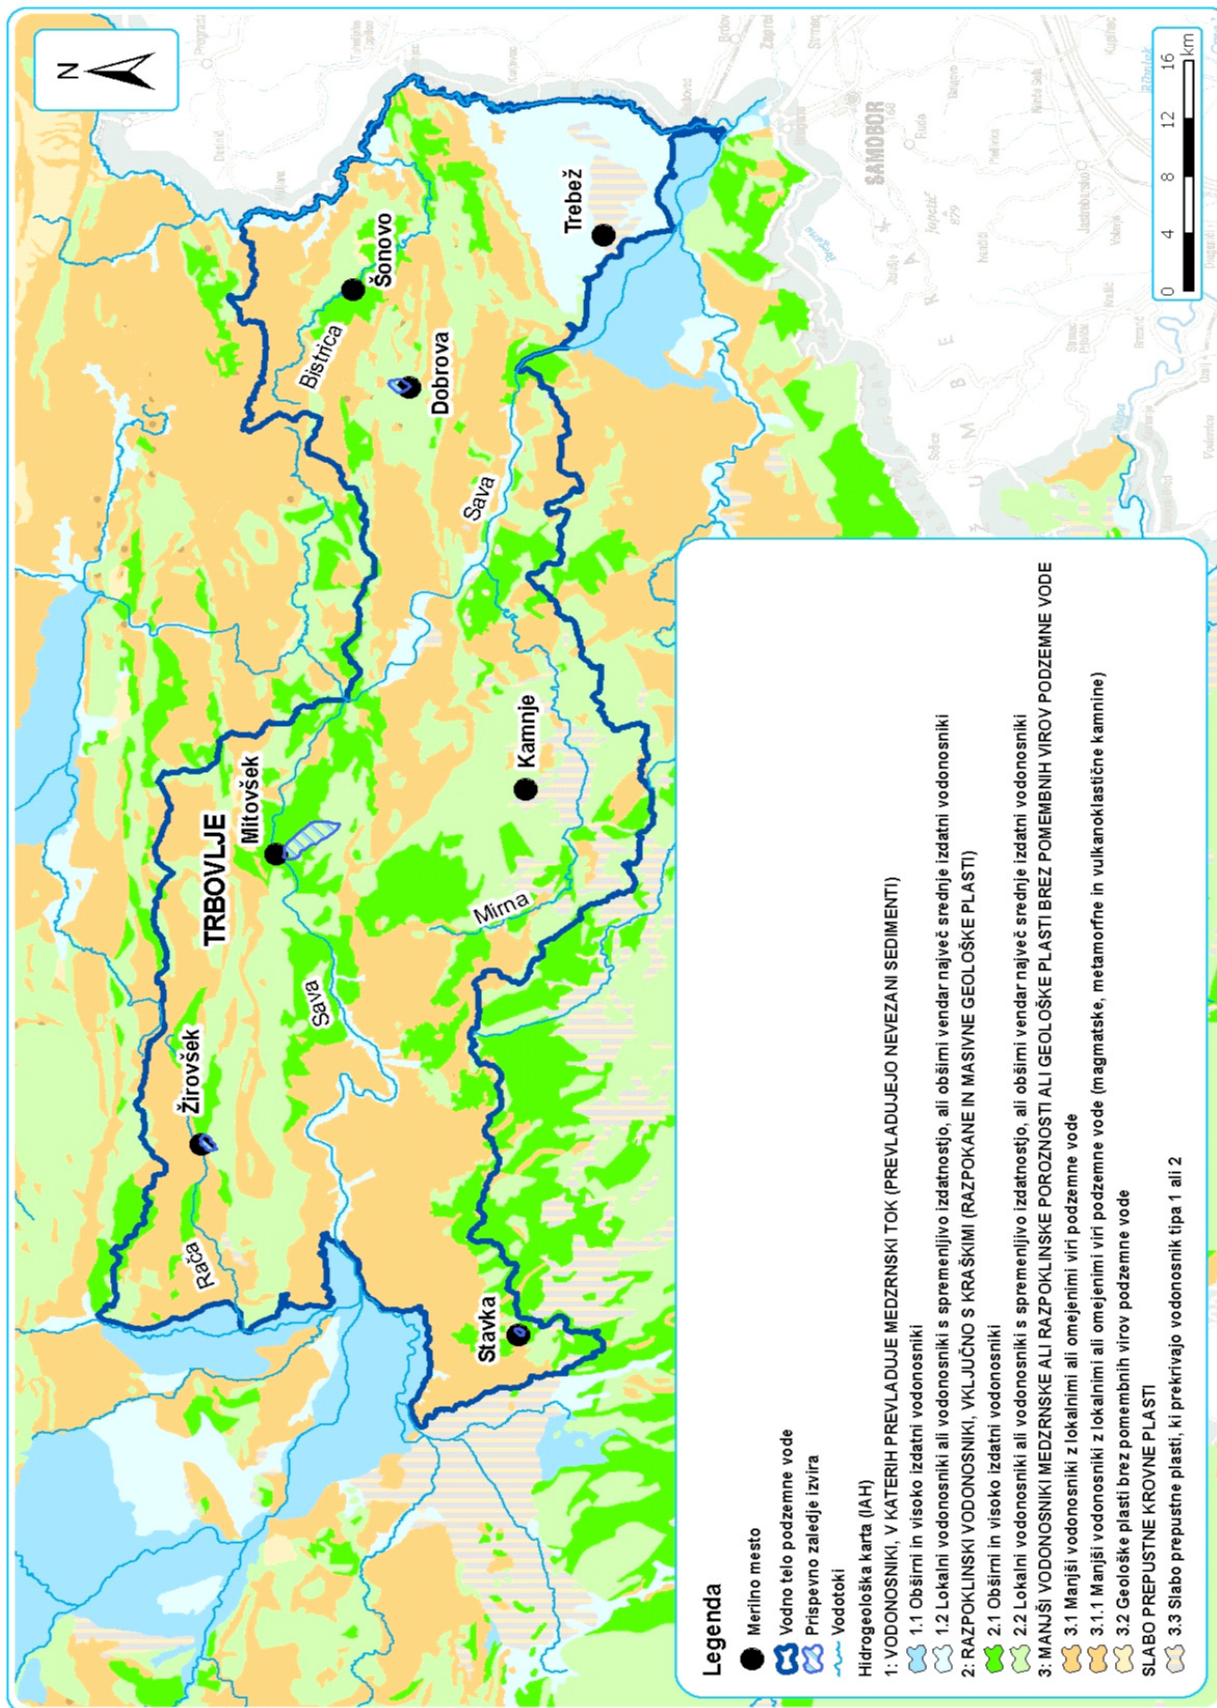 N
TRBOVLJE
Mitovšek
Žirovšek
Rača
Sava
Bistrica
Šonovo
Dobrova
Trebež
Sava
Kamnje
Mirna
Stavka
SAMOBOR
Japetić
879
Kupa
0 4 8 12 16 km
Legenda
Merilno mesto
Vodno telo podzemne vode
Prispevno zaledje izvira
Vodotoki
Hidrogeološka karta (IAH)
1: VODONOSNIKI, V KATERIH PREVLADUJE MEDZRNSKI TOK (PREVLADUJEJO NEVEZANI SEDIMENTI)
1.1 Obširni in visoko izdatni vodonosniki
1.2 Lokalni vodonosniki ali vodonosniki s spremenljivo izdatnostjo, ali obširni vendar največ srednje izdatni vodonosniki
2: RAZPOKLINSKI VODONOSNIKI, VKLJUČNO S KRAŠKIMI (RAZPOKANE IN MASIVNE GEOLOŠKE PLASTI)
2.1 Obširni in visoko izdatni vodonosniki
2.2 Lokalni vodonosniki ali vodonosniki s spremenljivo izdatnostjo, ali obširni vendar največ srednje izdatni vodonosniki
3: MANJŠI VODONOSNIKI MEDZRNSKE ALI RAZPOKLINSKE POROZNOSTI ALI GEOLOŠKE PLASTI BREZ POMEMBNIH VIROV PODZEMNE VODE
3.1 Manjši vodonosniki z lokalnimi ali omejenimi viri podzemne vode
3.1.1 Manjši vodonosniki z lokalnimi ali omejenimi viri podzemne vode (magmatske, metamorfne in vulkanoklastične kamnine)
3.2 Geološke plasti brez pomembnih virov podzemne vode
SLABO PREPUSTNE KROVNE PLASTI
3.3 Slabo prepustne plasti, ki prekrivajo vodonosnik tipa 1 ali 2